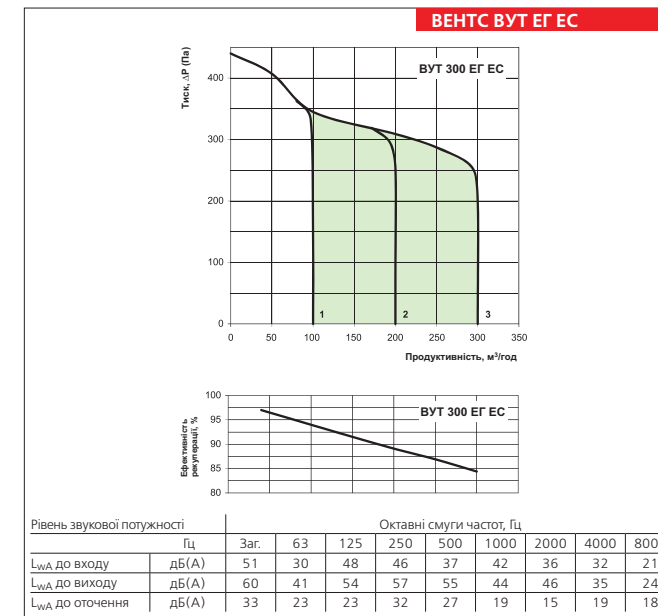 ВЕНТС ВУТ ЕГ ЕС
ВУТ 300 ЕГ ЕС
Тиск, ΔP (Па)
400
300
200
100
0
1 2 3
0 50 100 150 200 250 300 350
Продуктивність, м³/год
ВУТ 300 ЕГ ЕС
Ефективність
рекуперації, %
100
95
90
85
80
Рівень звукової потужності Октавні смуги частот, Гц
Гц Заг. 63 125 250 500 1000 2000 4000 800
LwA до входу дБ(А) 51 30 48 46 37 42 36 32 21
LwA до виходу дБ(А) 60 41 54 57 55 44 46 35 24
LwA до оточення дБ(А) 33 23 23 32 27 19 15 19 18